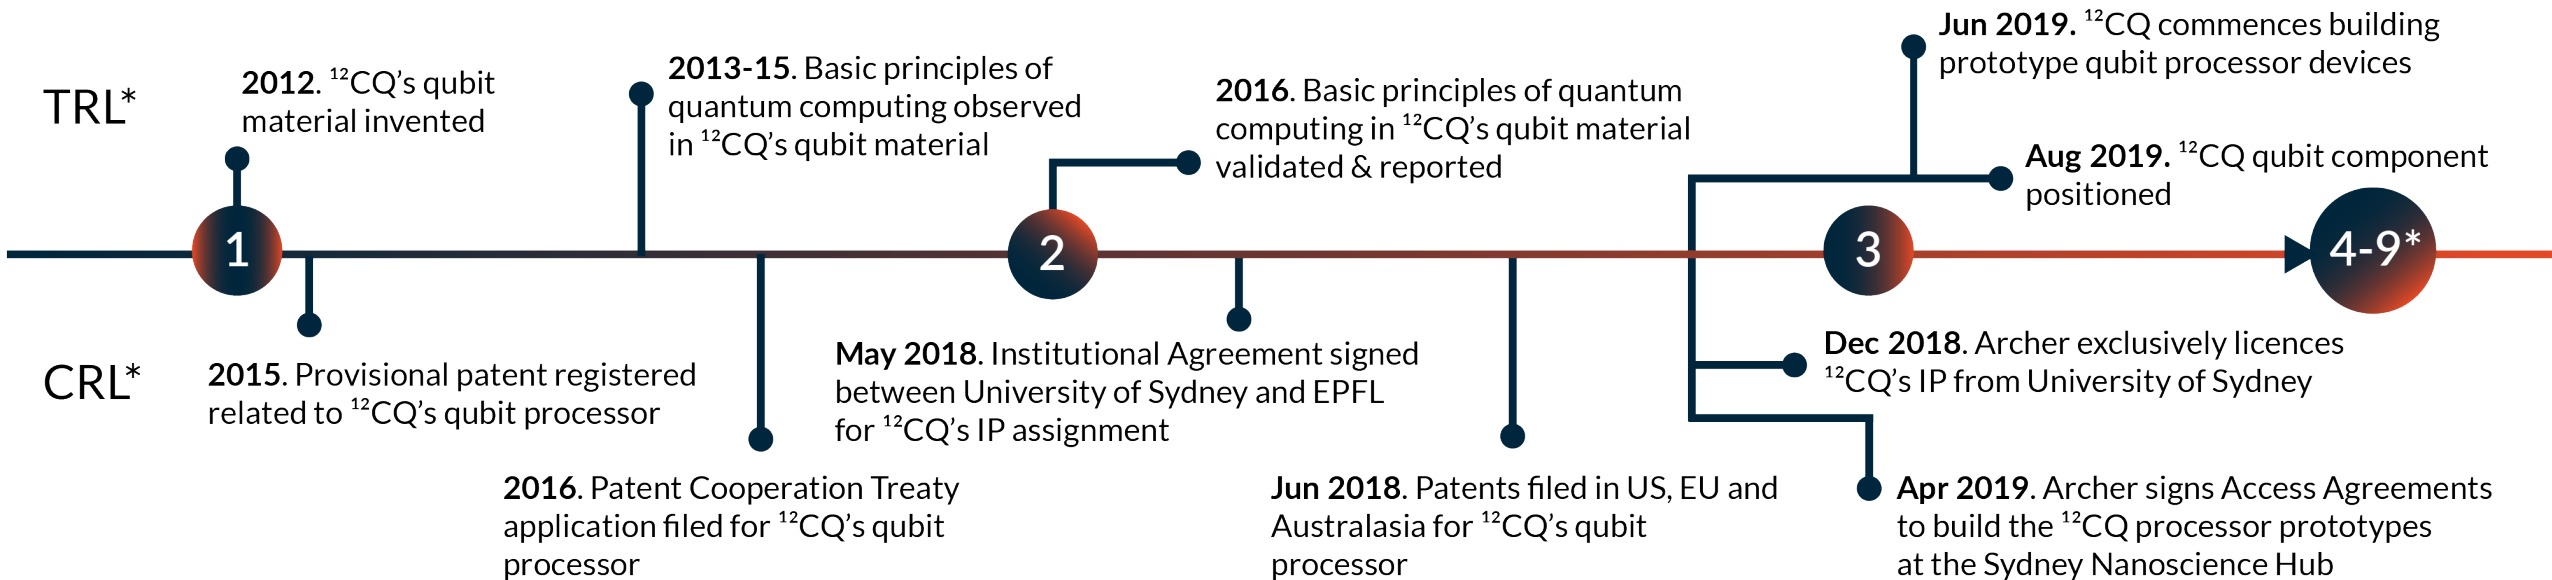 TRL*
2012. ¹²CQ’s qubit
material invented
2013-15. Basic principles of
quantum computing observed
in ¹²CQ’s qubit material
2016. Basic principles of quantum
computing in ¹²CQ’s qubit material
validated & reported
Jun 2019. ¹²CQ commences building
prototype qubit processor devices
Aug 2019. ¹²CQ qubit component
positioned
1
2
3
4-9*
CRL*
2015. Provisional patent registered
related to ¹²CQ’s qubit processor
2016. Patent Cooperation Treaty
application filed for ¹²CQ’s qubit
processor
May 2018. Institutional Agreement signed
between University of Sydney and EPFL
for ¹²CQ’s IP assignment
Jun 2018. Patents filed in US, EU and
Australasia for ¹²CQ’s qubit
processor
Dec 2018. Archer exclusively licences
¹²CQ’s IP from University of Sydney
Apr 2019. Archer signs Access Agreements
to build the ¹²CQ processor prototypes
at the Sydney Nanoscience Hub